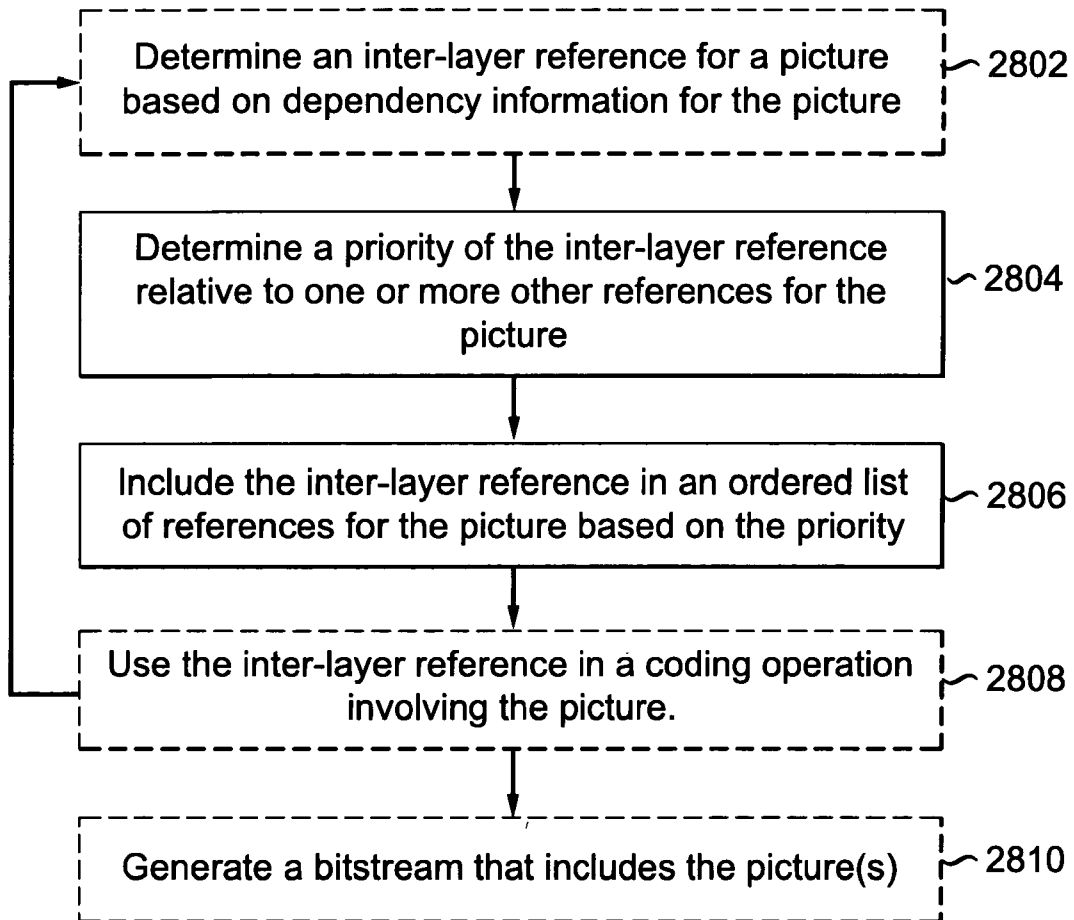 Determine an inter-layer reference for a picture
based on dependency information for the picture
2802
Determine a priority of the inter-layer reference
relative to one or more other references for the
picture
2804
Include the inter-layer reference in an ordered list
of references for the picture based on the priority
2806
Use the inter-layer reference in a coding operation
involving the picture.
2808
Generate a bitstream that includes the picture(s)
2810